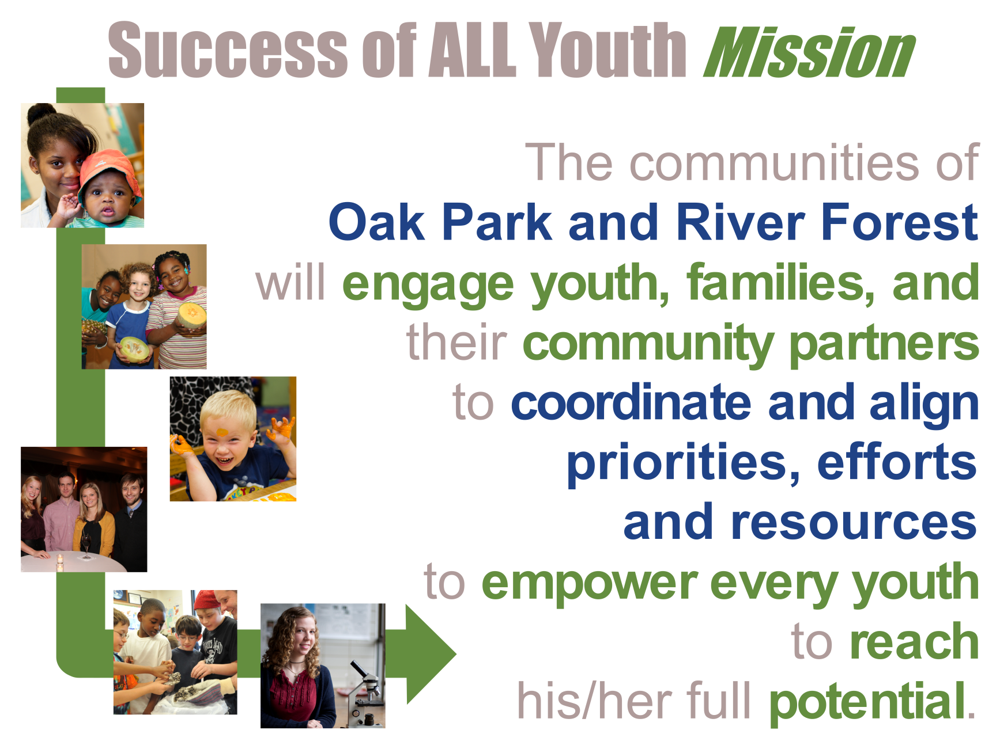 Success of ALL Youth Mission
The communities of
Oak Park and River Forest
will engage youth, families, and
their community partners
to coordinate and align
priorities, efforts
and resources
to empower every youth
to reach
his/her full potential.